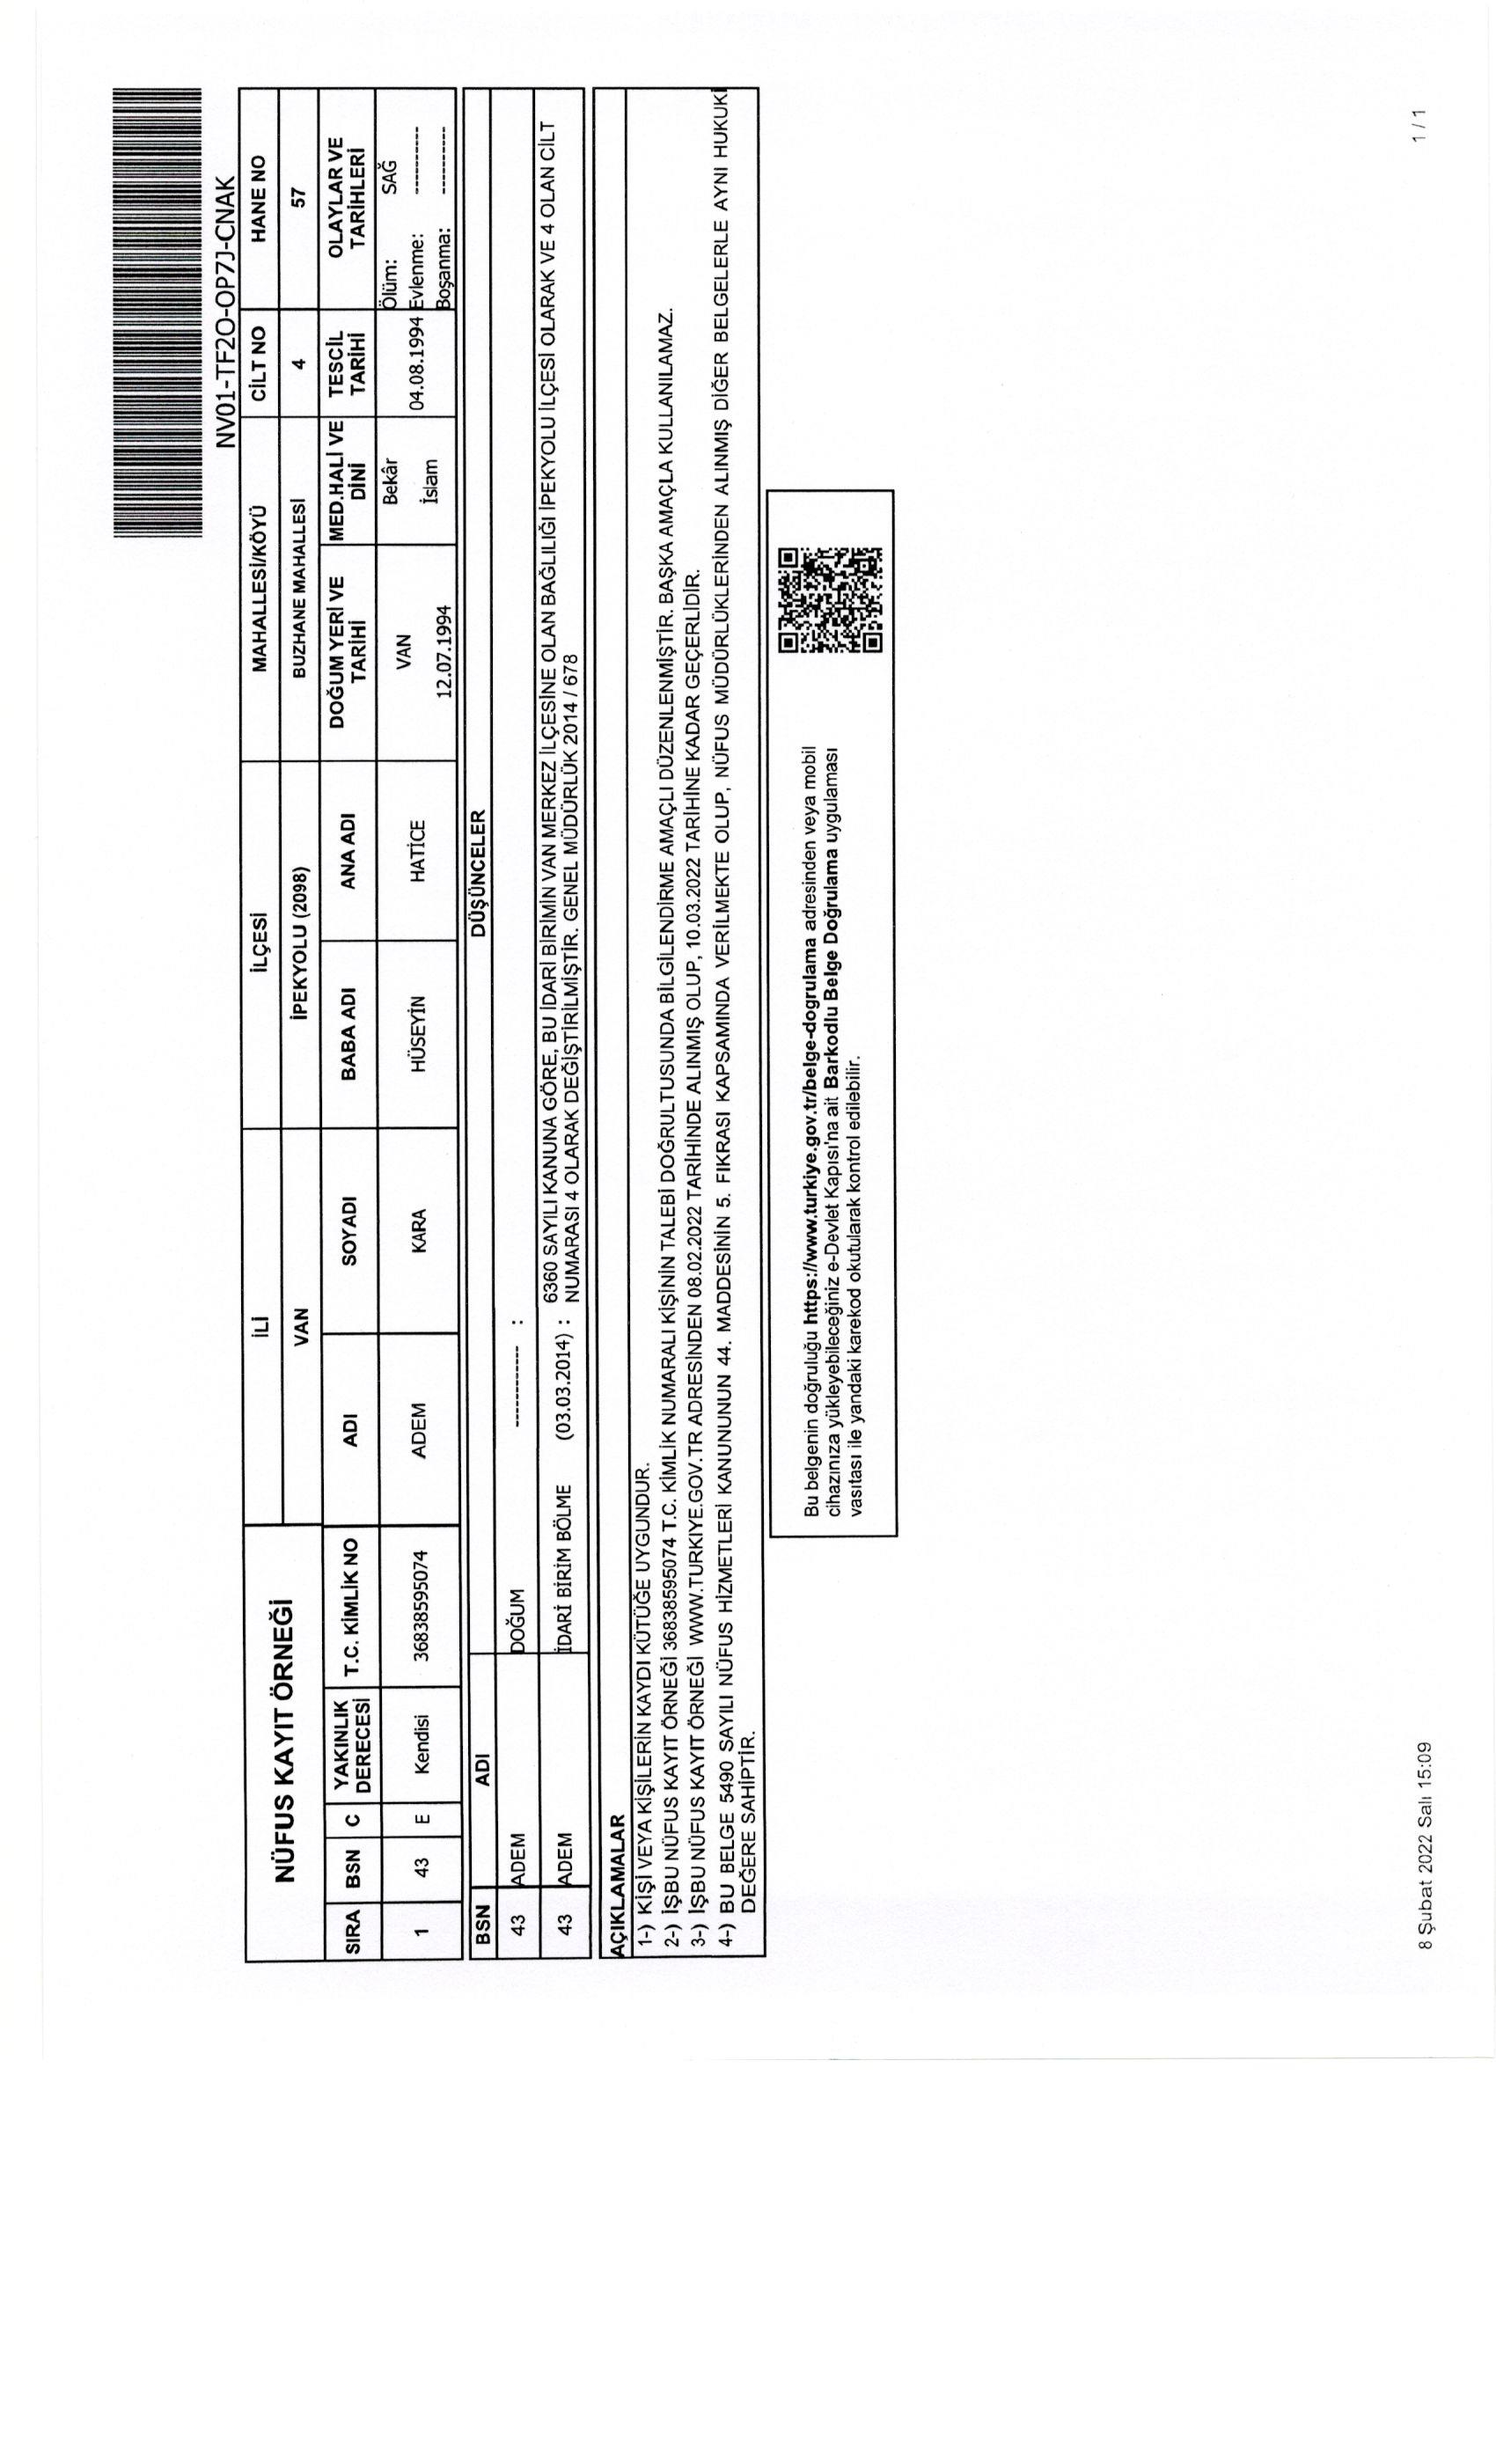 NV01-TF2O-OP7J-CNAK
NÜFUS KAYIT ÖRNEĞİ
İLİ İLÇESİ MAHALLESİ/KÖYÜ CİLT NO HANE NO
VAN İPEKYOLU (2098) BUZHANE MAHALLESİ 4 57
SIRA BSN C YAKINLIK DERECESİ T.C. KİMLİK NO ADI SOYADI BABA ADI ANA ADI DOĞUM YERİ VE TARİHİ MED.HALİ VE DİNİ TESCİL TARİHİ OLAYLAR VE TARİHLERİ
1 43 E Kendisi 36838595074 ADEM KARA HÜSEYİN HATİCE VAN 12.07.1994 Bekâr İslam 04.08.1994 Ölüm: SAĞ
Evlenme: ----------
Boşanma: ----------
BSN ADI DÜŞÜNCELER
43 ADEM DOĞUM ------------ :
43 ADEM İDARİ BİRİM BÖLME (03.03.2014) : 6360 SAYILI KANUNA GÖRE, BU İDARİ BİRİMİN VAN MERKEZ İLÇESİNE OLAN BAĞLILIĞI İPEKYOLU İLÇESİ OLARAK VE 4 OLAN CİLT
NUMARASI 4 OLARAK DEĞİŞTİRİLMİŞTİR. GENEL MÜDÜRLÜK 2014 / 678
AÇIKLAMALAR
1-) KİŞİ VEYA KİŞİLERİN KAYDI KÜTÜĞE UYGUNDUR.
2-) İŞBU NÜFUS KAYIT ÖRNEĞİ 36838595074 T.C. KİMLİK NUMARALI KİŞİNİN TALEBİ DOĞRULTUSUNDA BİLGİLENDİRME AMAÇLI DÜZENLENMİŞTİR. BAŞKA AMAÇLA KULLANILAMAZ.
3-) İŞBU NÜFUS KAYIT ÖRNEĞİ WWW.TURKIYE.GOV.TR ADRESİNDEN 08.02.2022 TARİHİNDE ALINMIŞ OLUP, 10.03.2022 TARİHİNE KADAR GEÇERLİDİR.
4-) BU BELGE 5490 SAYILI NÜFUS HİZMETLERİ KANUNUNUN 44. MADDESİNİN 5. FIKRASI KAPSAMINDA VERİLMEKTE OLUP, NÜFUS MÜDÜRLÜKLERİNDEN ALINMIŞ DİĞER BELGELERLE AYNI HUKUKİ
DEĞERE SAHİPTİR.
Bu belgenin doğruluğu https://www.turkiye.gov.tr/belge-dogrulama adresinden veya mobil
cihazınıza yükleyebileceğiniz e-Devlet Kapısı'na ait Barkodlu Belge Doğrulama uygulaması
vasıtası ile yandaki karekod okutularak kontrol edilebilir.
8 Şubat 2022 Salı 15:09
1 / 1